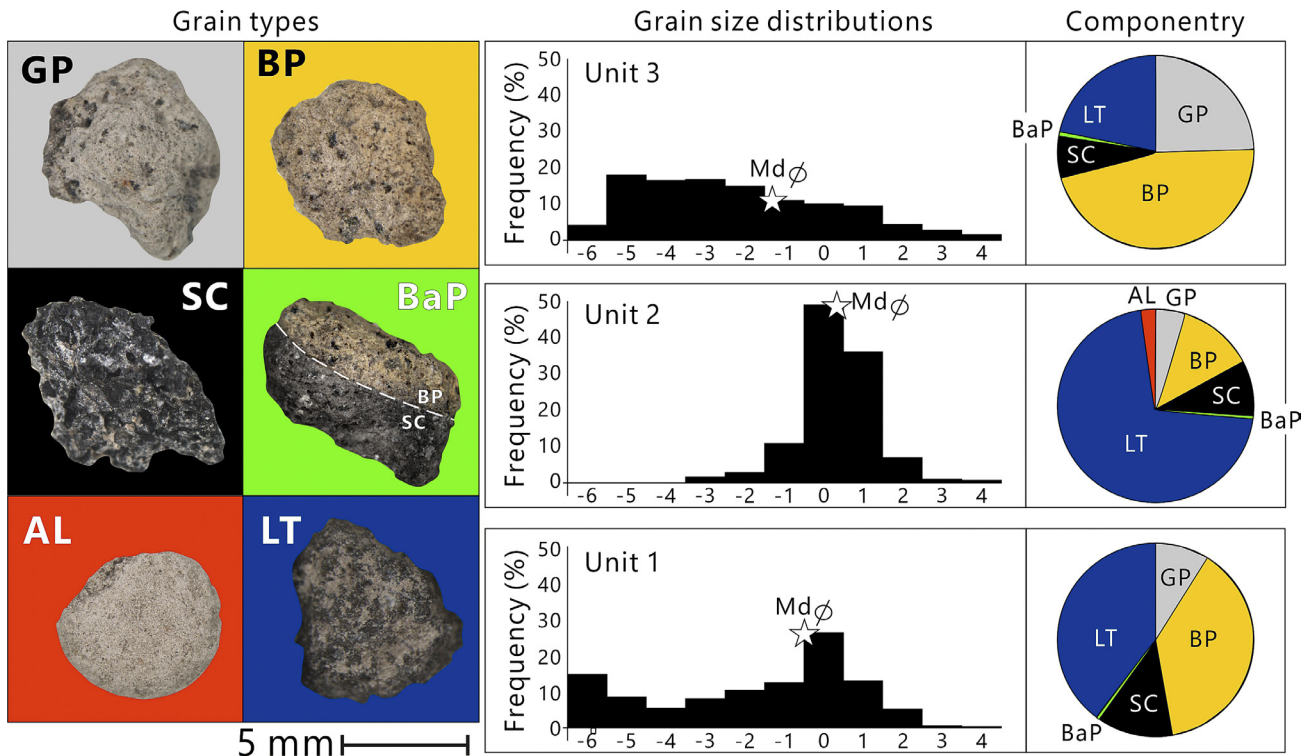 Grain types
Grain size distributions
Componentry
GP
BP
SC
BaP
BP
SC
AL
LT
5 mm
Frequency (%)
50
40
30
20
10
0
Unit 3
Md𝜙
-6 -5 -4 -3 -2 -1 0 1 2 3 4
LT
GP
BaP
SC
BP
Frequency (%)
50
40
30
20
10
0
Unit 2
Md𝜙
-6 -5 -4 -3 -2 -1 0 1 2 3 4
AL GP
BP
SC
BaP
LT
Frequency (%)
50
40
30
20
10
0
Unit 1
Md𝜙
-6 -5 -4 -3 -2 -1 0 1 2 3 4
GP
LT
BP
SC
BaP